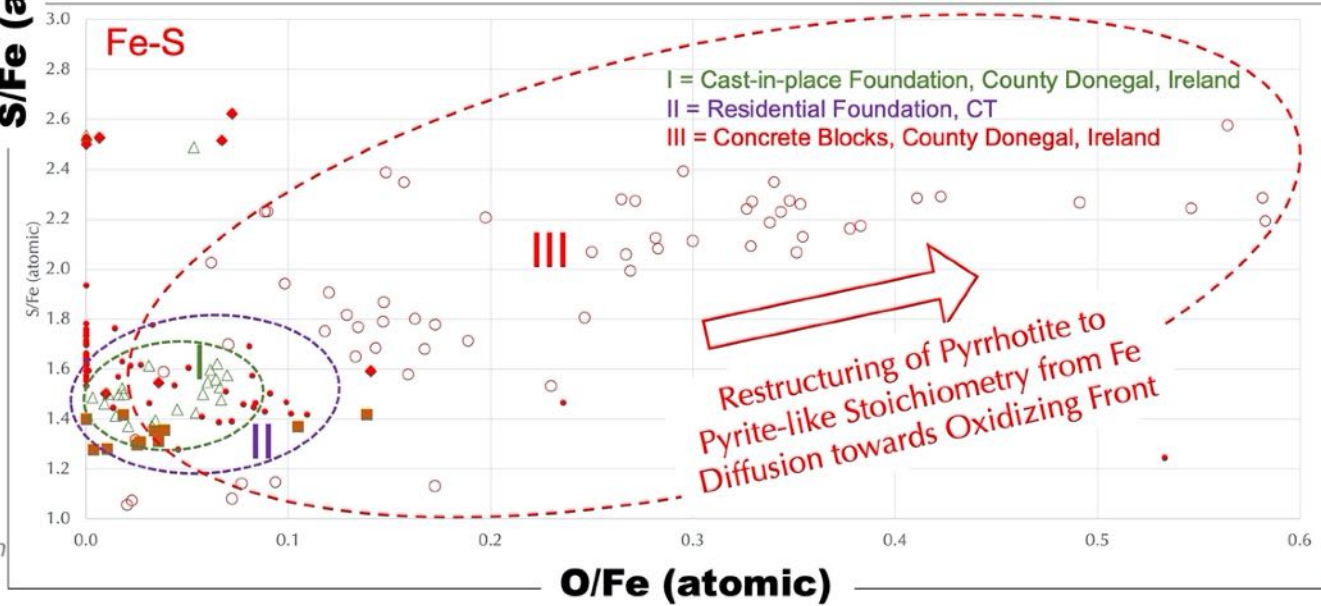 S/Fe (a
3.0
Fe-S
2.8
I = Cast-in-place Foundation, County Donegal, Ireland
2.6
II = Residential Foundation, CT
III = Concrete Blocks, County Donegal, Ireland
2.4
2.2
III
2.0
S/Fe (atomic)
1.8
Restructuring of Pyrrhotite to
Pyrite-like Stoichiometry from Fe
Diffusion towards Oxidizing Front
1.6
I
1.4
II
1.2
1.0
0.0 0.1 0.2 0.3 0.4 0.5 0.6
O/Fe (atomic)